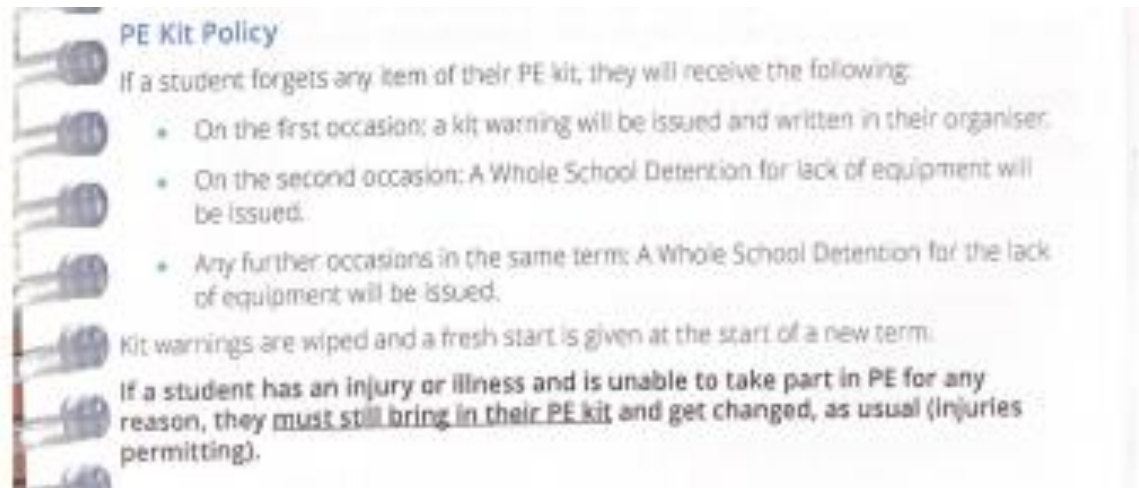 PE Kit Policy
If a student forgets any item of their PE kit, they will receive the following:
• On the first occasion: a kit warning will be issued and written in their organiser.
• On the second occasion: A Whole School Detention for lack of equipment will
be issued.
• Any further occasions in the same term: A Whole School Detention for the lack
of equipment will be issued.
Kit warnings are wiped and a fresh start is given at the start of a new term.
If a student has an injury or illness and is unable to take part in PE for any
reason, they must still bring in their PE kit and get changed, as usual (injuries
permitting).